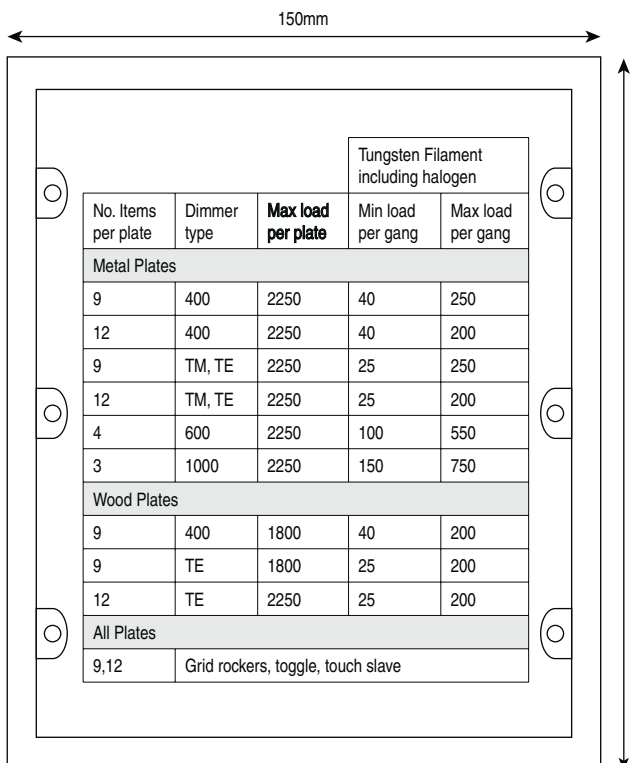 150mm
Tungsten Filament
including halogen
No. Items
per plate
Dimmer
type
Max load
per plate
Min load
per gang
Max load
per gang
Metal Plates
9 400 2250 40 250
12 400 2250 40 200
9 TM, TE 2250 25 250
12 TM, TE 2250 25 200
4 600 2250 100 550
3 1000 2250 150 750
Wood Plates
9 400 1800 40 200
9 TE 1800 25 200
12 TE 2250 25 200
All Plates
9,12 Grid rockers, toggle, touch slave